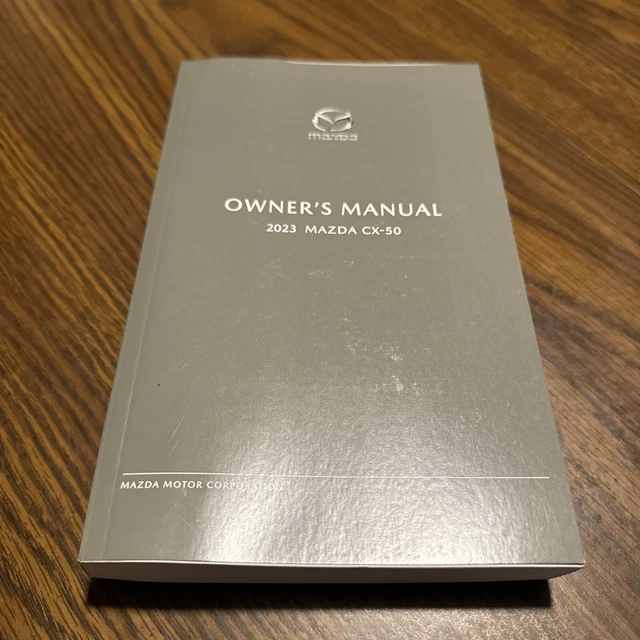 mazda
OWNER'S MANUAL
2023 MAZDA CX-50
MAZDA MOTOR CORPORATION